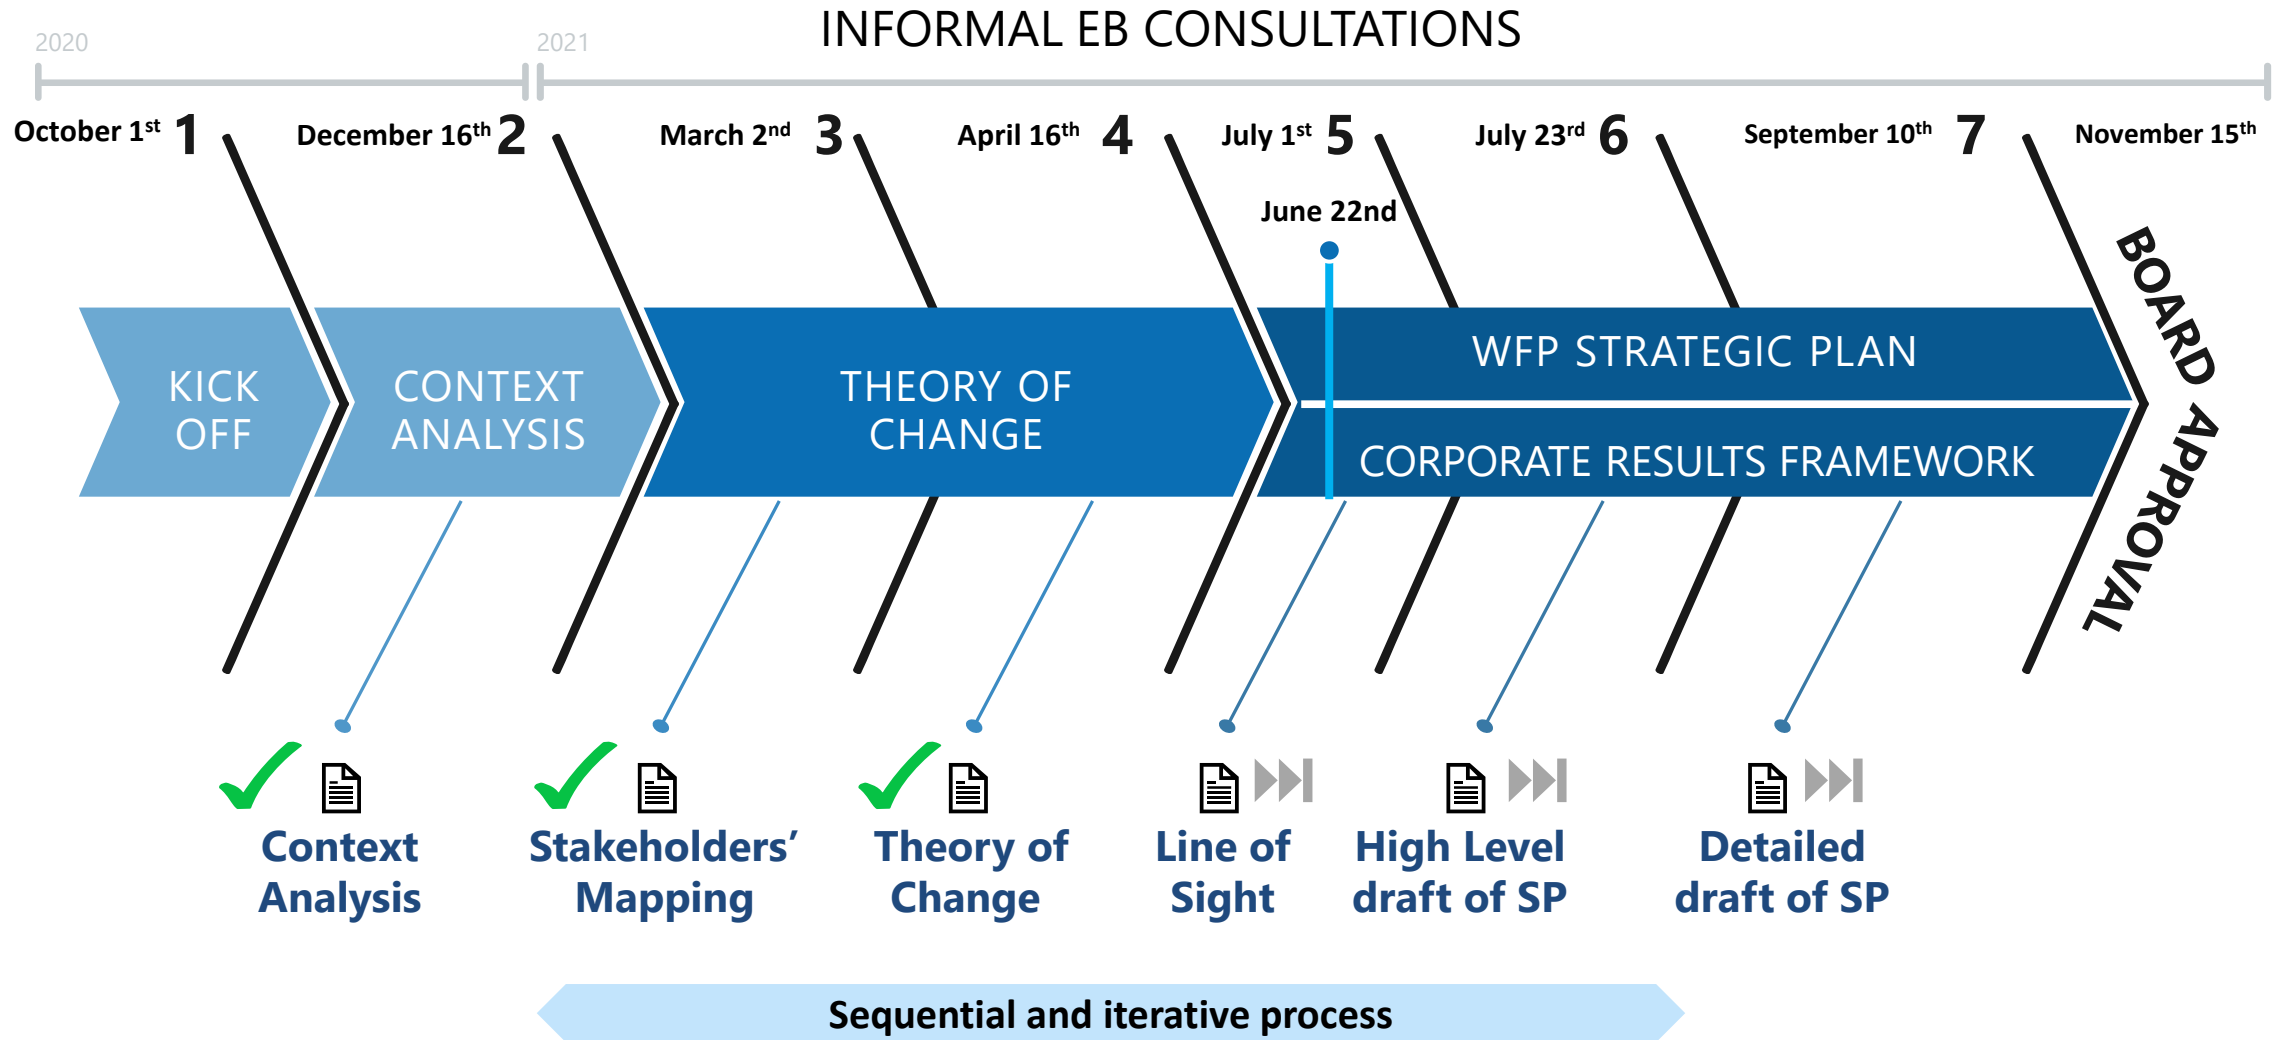 INFORMAL EB CONSULTATIONS
2020
2021
October 1st 1
December 16th 2
March 2nd 3
April 16th 4
July 1st 5
July 23rd 6
September 10th 7
November 15th
June 22nd
KICK
OFF
CONTEXT
ANALYSIS
THEORY OF
CHANGE
WFP STRATEGIC PLAN
CORPORATE RESULTS FRAMEWORK
BOARD APPROVAL
Context
Analysis
Stakeholders’
Mapping
Theory of
Change
Line of
Sight
High Level
draft of SP
Detailed
draft of SP
Sequential and iterative process